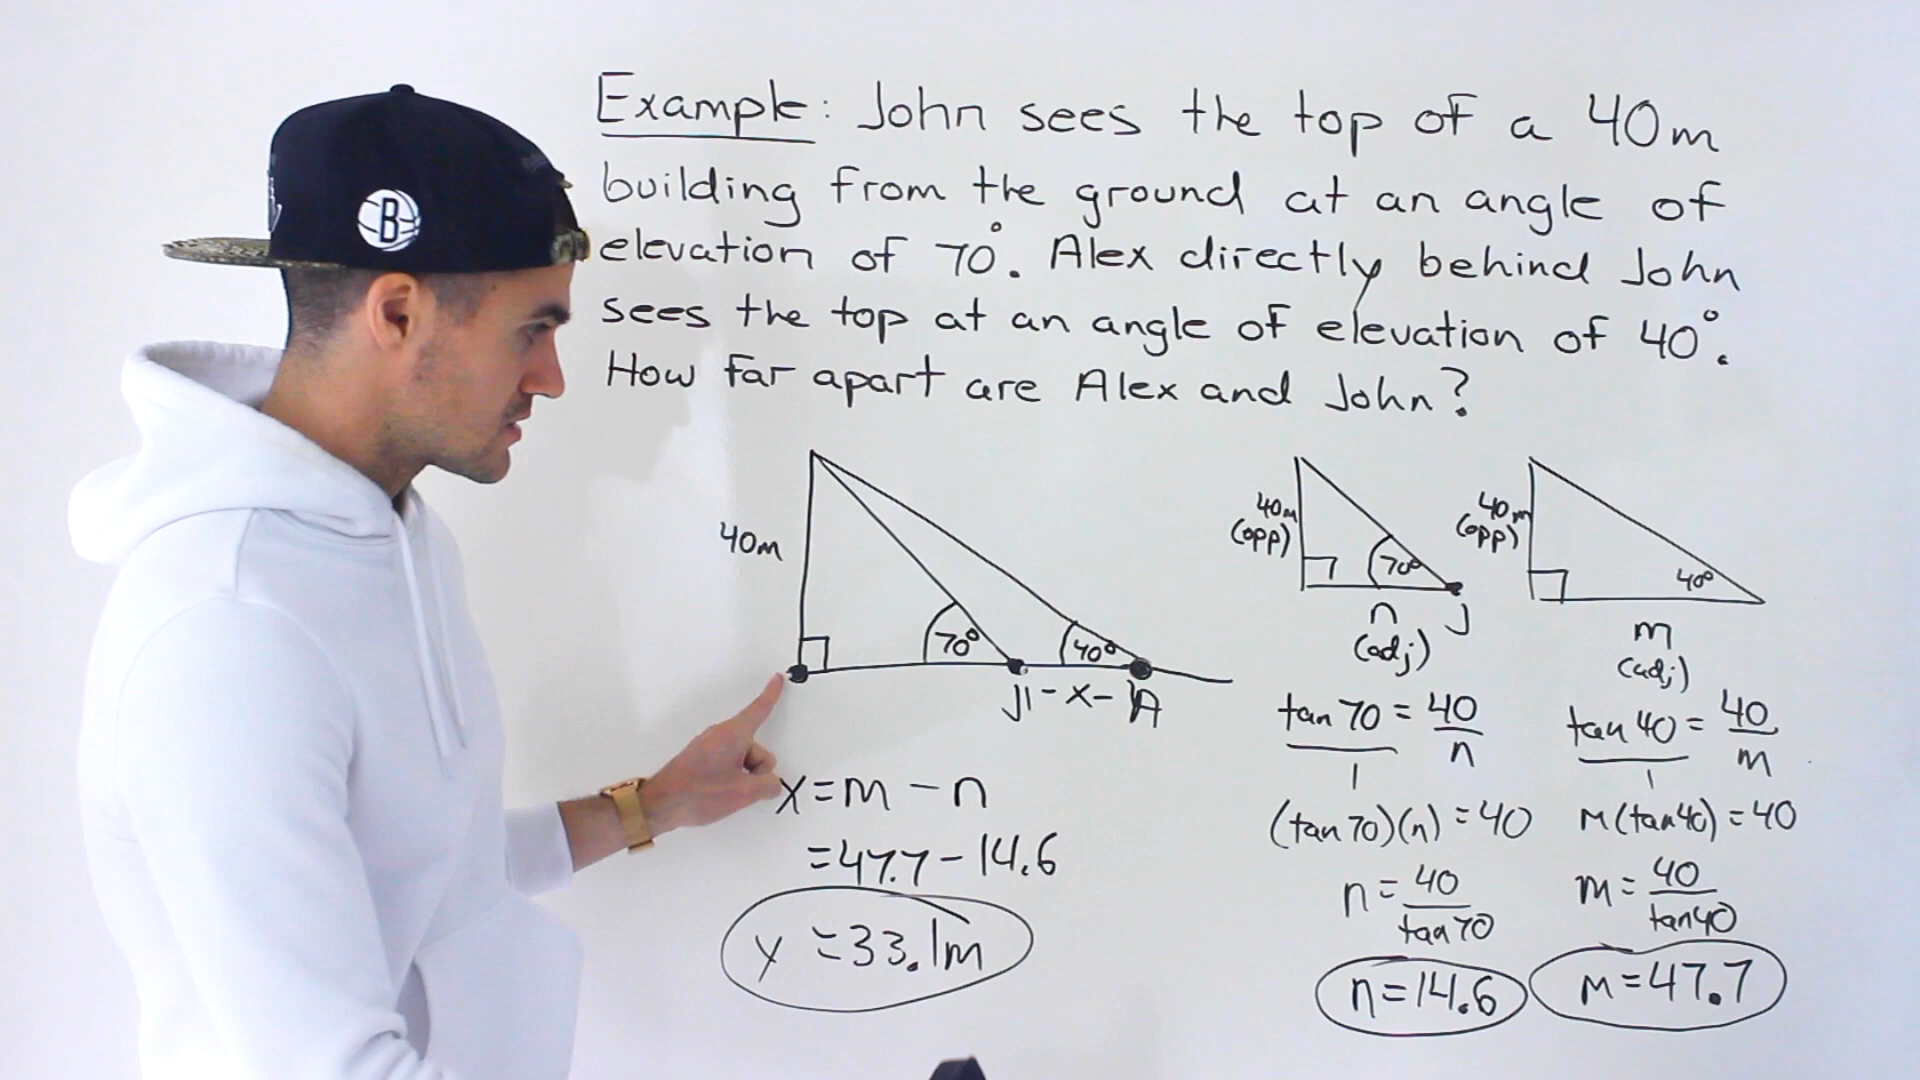 Example: John sees the top of a 40m
building from the ground at an angle of
elevation of 70°. Alex directly behind John
sees the top at an angle of elevation of 40°.
How far apart are Alex and John?
40m
70°
40°
J
-x-
A
x=m-n
=47.7-14.6
x=33.1m
40m
(opp)
70°
n
(adj)
J
tan 70 = 40/n
1
(tan 70)(n) = 40
n = 40/tan 70
n=14.6
40m
(opp)
40°
m
(adj)
tan 40 = 40/m
1
m(tan 40) = 40
m = 40/tan 40
m=47.7
B